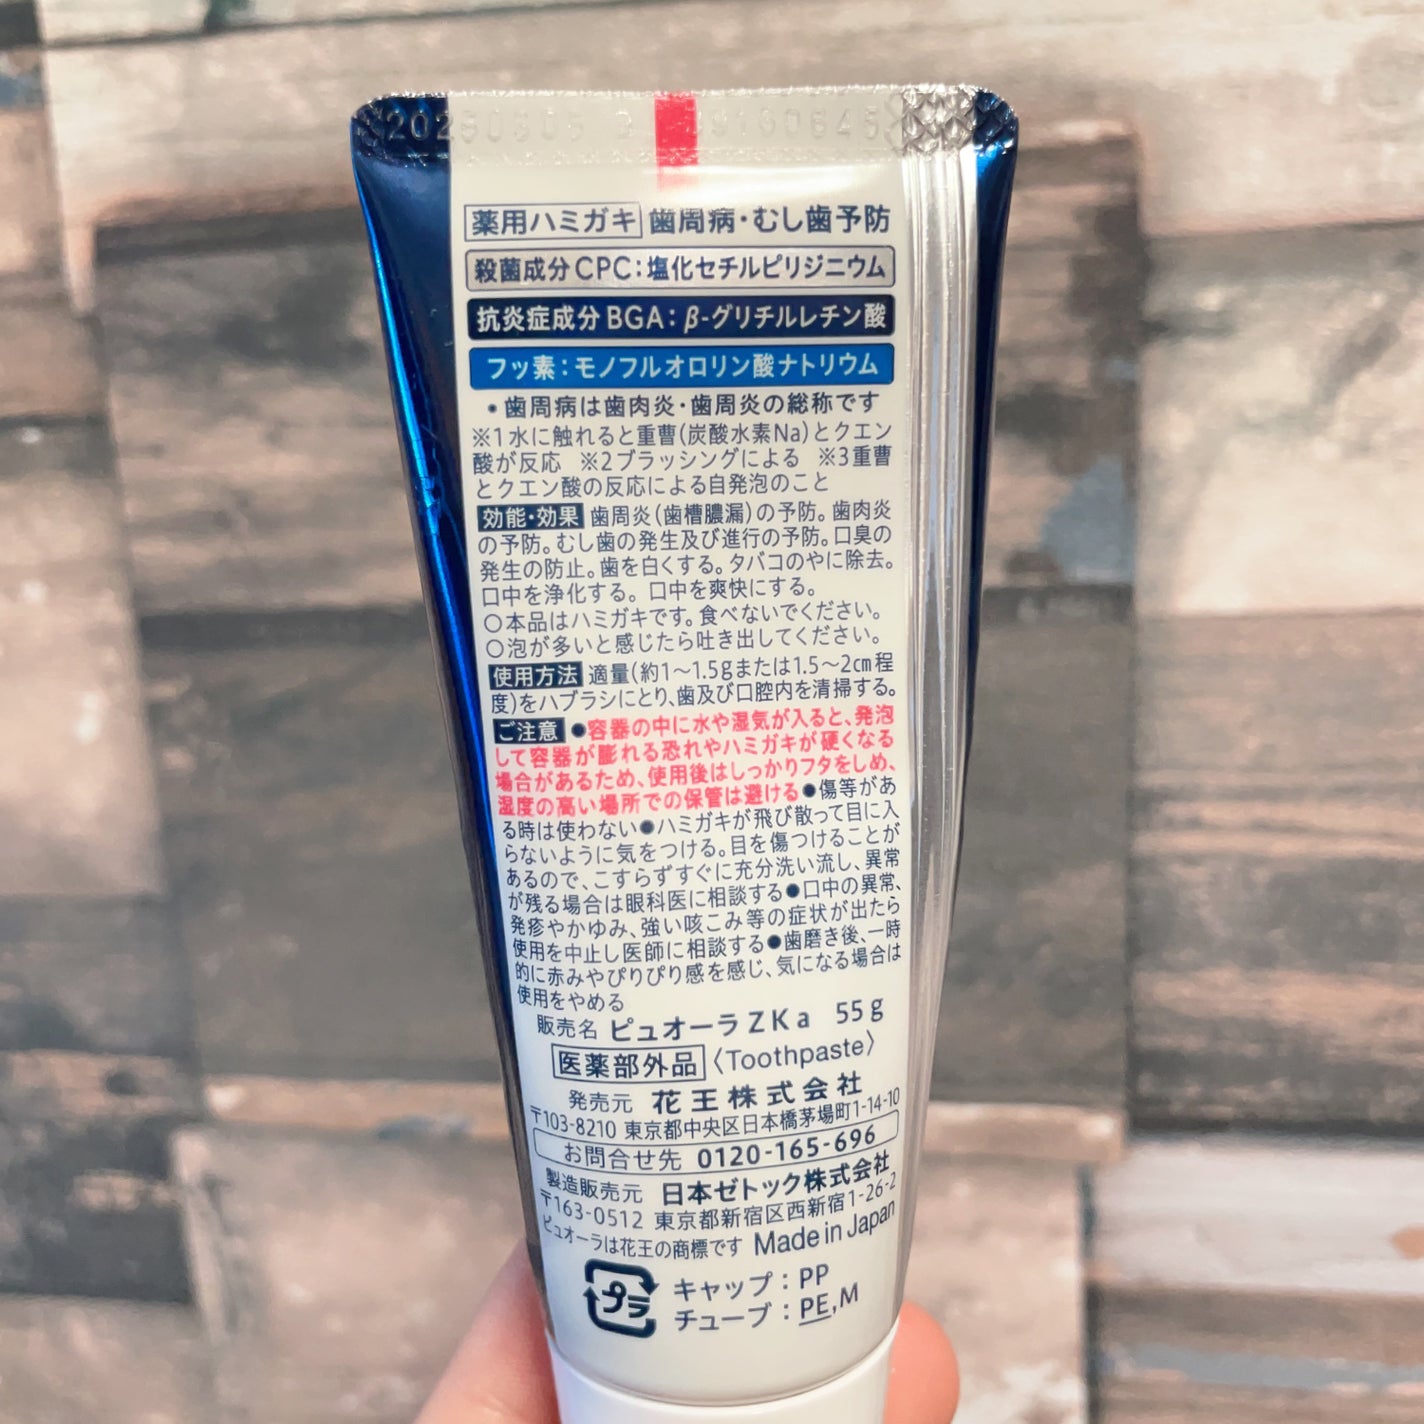 薬用ハミガキ 歯周病・むし歯予防
殺菌成分CPC：塩化セチルピリジニウム
抗炎症成分BGA：β-グリチルレチン酸
フッ素：モノフルオロリン酸ナトリウム
・歯周病は歯肉炎・歯周炎の総称です
※1水に触れると重曹(炭酸水素Na)とクエン
酸が反応 ※2ブラッシングによる ※3重曹
とクエン酸の反応による自発泡のこと
効能・効果 歯周炎(歯槽膿漏)の予防。歯肉炎
の予防。むし歯の発生及び進行の予防。口臭の
発生の防止。歯を白くする。タバコのやに除去。
口中を浄化する。口中を爽快にする。
○本品はハミガキです。食べないでください。
○泡が多いと感じたら吐き出してください。
使用方法 適量(約1～1.5gまたは1.5～2㎝程
度)をハブラシにとり、歯及び口腔内を清掃する。
ご注意 ●容器の中に水や湿気が入ると、発泡
して容器が膨れる恐れやハミガキが硬くなる
場合があるため、使用後はしっかりフタをしめ、
湿度の高い場所での保管は避ける●傷等があ
る時は使わない●ハミガキが飛び散って目に入
らないように気をつける。目を傷つけることが
あるので、こすらずすぐに充分洗い流し、異常
が残る場合は眼科医に相談する●口中の異常、
発疹やかゆみ、強い咳こみ等の症状が出たら
使用を中止し医師に相談する●歯磨き後、一時
的に赤みやぴりぴり感を感じ、気になる場合は
使用をやめる
販売名 ピュオーラZKa 55g
医薬部外品〈Toothpaste〉
発売元 花王株式会社
〒103-8210 東京都中央区日本橋茅場町1-14-10
お問合せ先 0120-165-696
製造販売元 日本ゼトック株式会社
〒163-0512 東京都新宿区西新宿1-26-2
ピュオーラは花王の商標です Made in Japan
プラ キャップ：PP
チューブ：PE,M